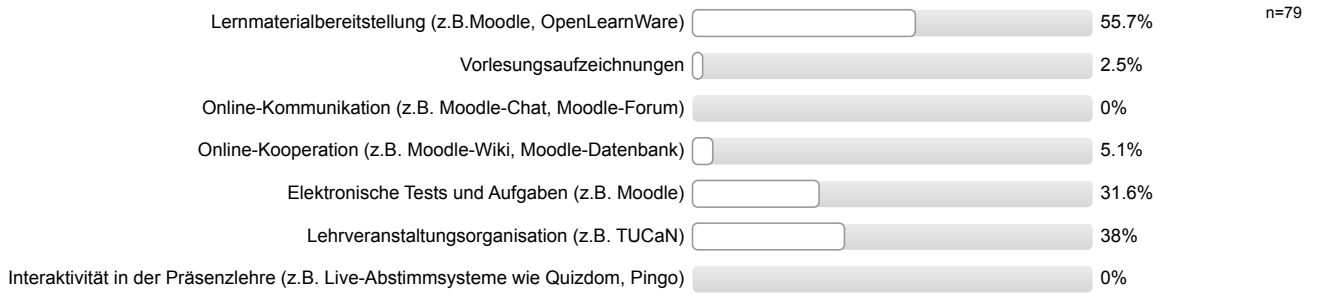 Lernmaterialbereitstellung (z.B.Moodle, OpenLearnWare) 55.7% n=79
Vorlesungsaufzeichnungen 2.5%
Online-Kommunikation (z.B. Moodle-Chat, Moodle-Forum) 0%
Online-Kooperation (z.B. Moodle-Wiki, Moodle-Datenbank) 5.1%
Elektronische Tests und Aufgaben (z.B. Moodle) 31.6%
Lehrveranstaltungsorganisation (z.B. TUCaN) 38%
Interaktivität in der Präsenzlehre (z.B. Live-Abstimmsysteme wie Quizdom, Pingo) 0%